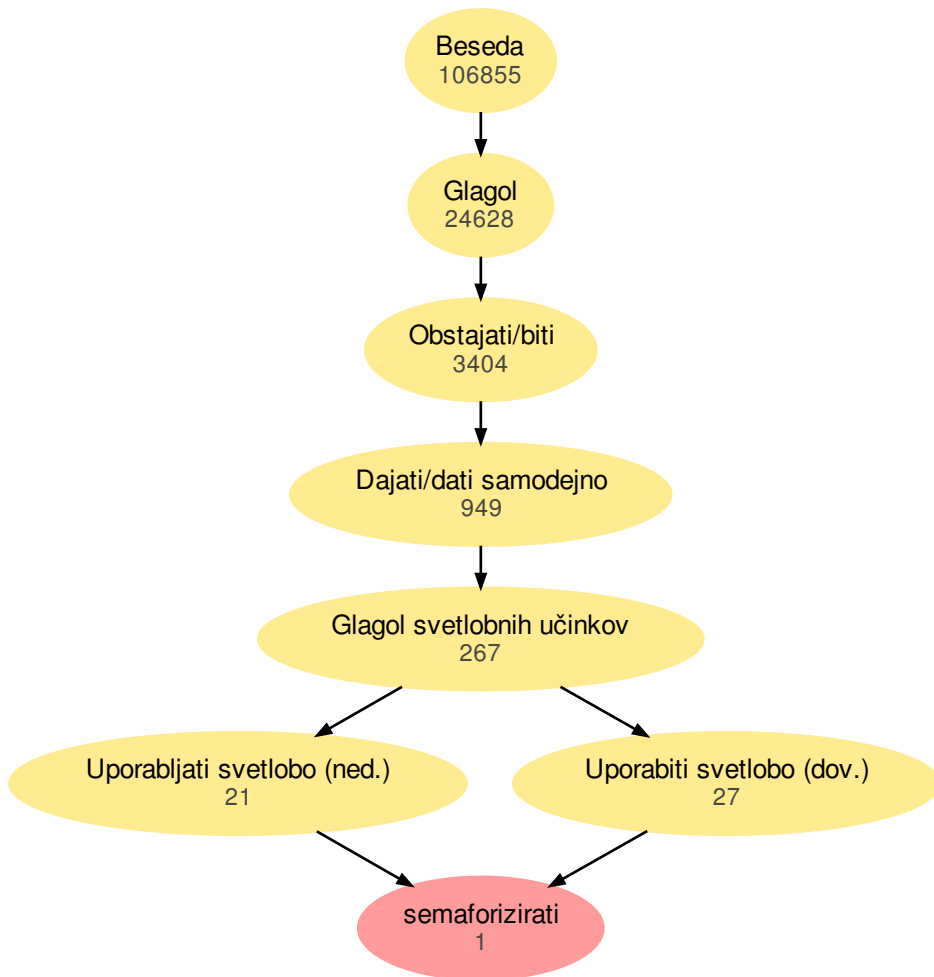 Beseda
106855
Glagol
24628
Obstajati/biti
3404
Dajati/dati samodejno
949
Glagol svetlobnih učinkov
267
Uporabljati svetlobo (ned.)
21
Uporabiti svetlobo (dov.)
27
semaforizirati
1